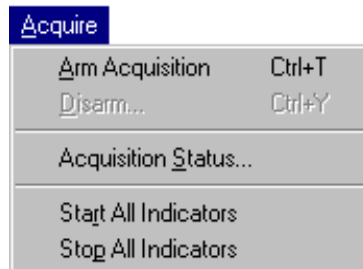 Acquire
Arm Acquisition Ctrl+T
Disarm... Ctrl+Y
Acquisition Status...
Start All Indicators
Stop All Indicators